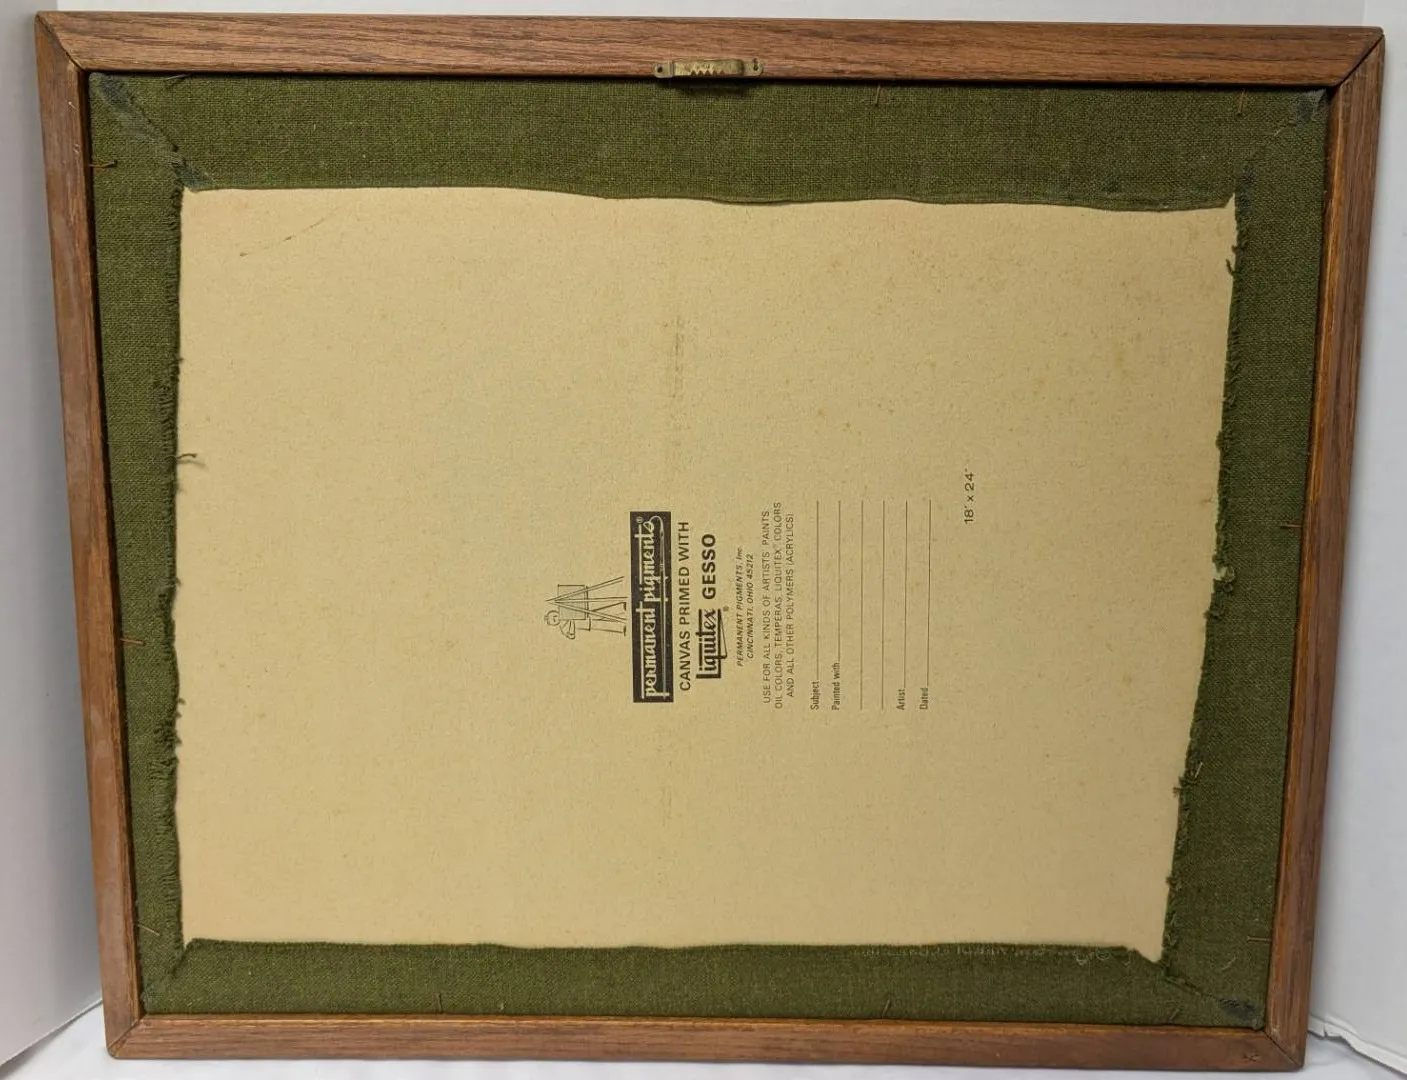 permanent pigments®
CANVAS PRIMED WITH
Liquitex® GESSO
PERMANENT PIGMENTS, Inc.
CINCINNATI, OHIO 45212
USE FOR ALL KINDS OF ARTISTS' PAINTS
OIL COLORS, TEMPERAS, LIQUITEX® COLORS
AND ALL OTHER POLYMERS (ACRYLICS)
Subject
Painted with
Artist
Dated
18" x 24"